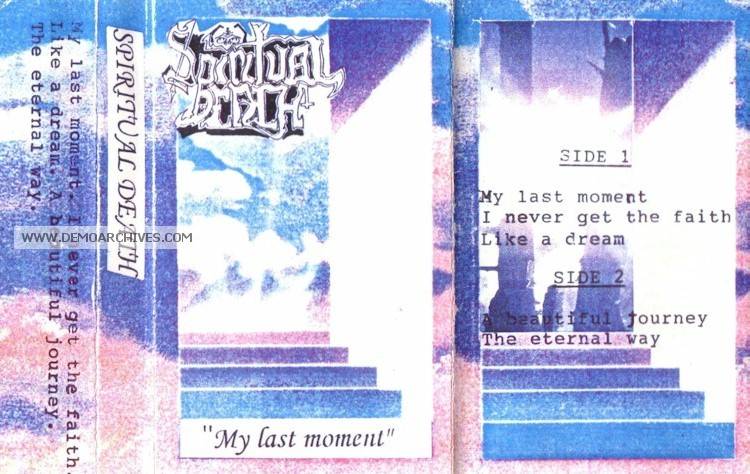 My last moment. I never get the faith.
Like a dream. A beautiful journey.
The eternal way.
SPIRITUAL DEATH
WWW.DEMOARCHIVES.COM
SPIRITUAL
DEATH
"My last moment"
SIDE 1
My last moment
I never get the faith
Like a dream
SIDE 2
A beautiful journey
The eternal way